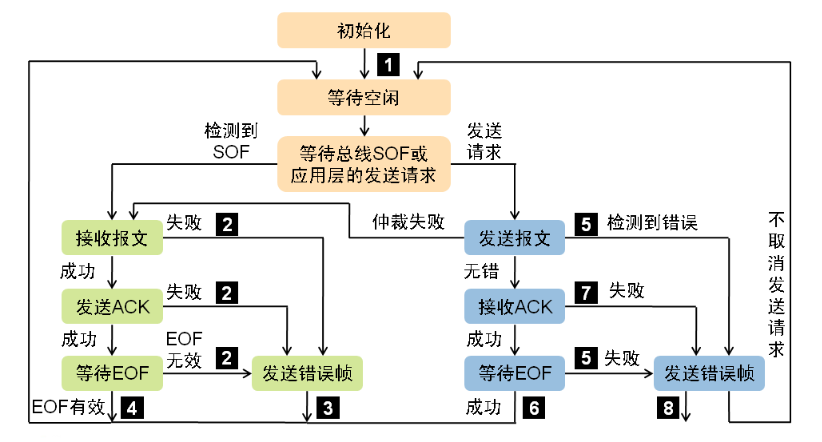 初始化
1
等待空闲
检测到
SOF
发送
请求
等待总线SOF或
应用层的发送请求
接收报文
失败 2
仲裁失败
发送报文
5 检测到错误
不取消发送请求
成功
无错
发送ACK
失败 2
接收ACK
7 失败
成功
EOF
无效 2
成功
等待EOF
发送错误帧
等待EOF
5 失败
发送错误帧
EOF有效 4
3
成功 6
8